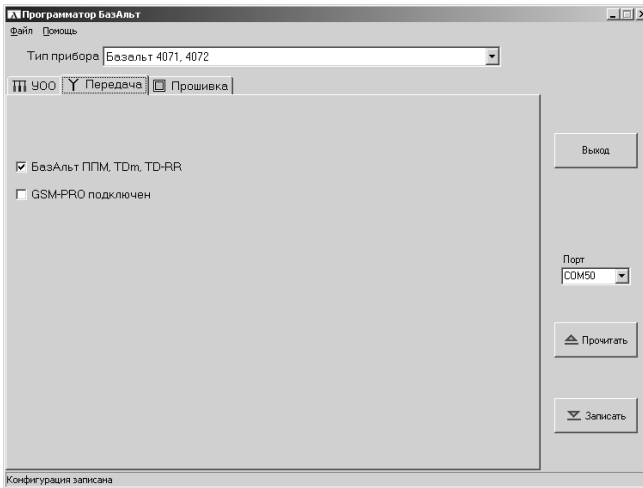 Программатор БазАльт
Файл Помощь
Тип прибора Базальт 4071, 4072
УОО Передача Прошивка
БазАльт ППМ, TDm, TD-RR
GSM-PRO подключен
Выход
Порт
COM50
Прочитать
Записать
Конфигурация записана